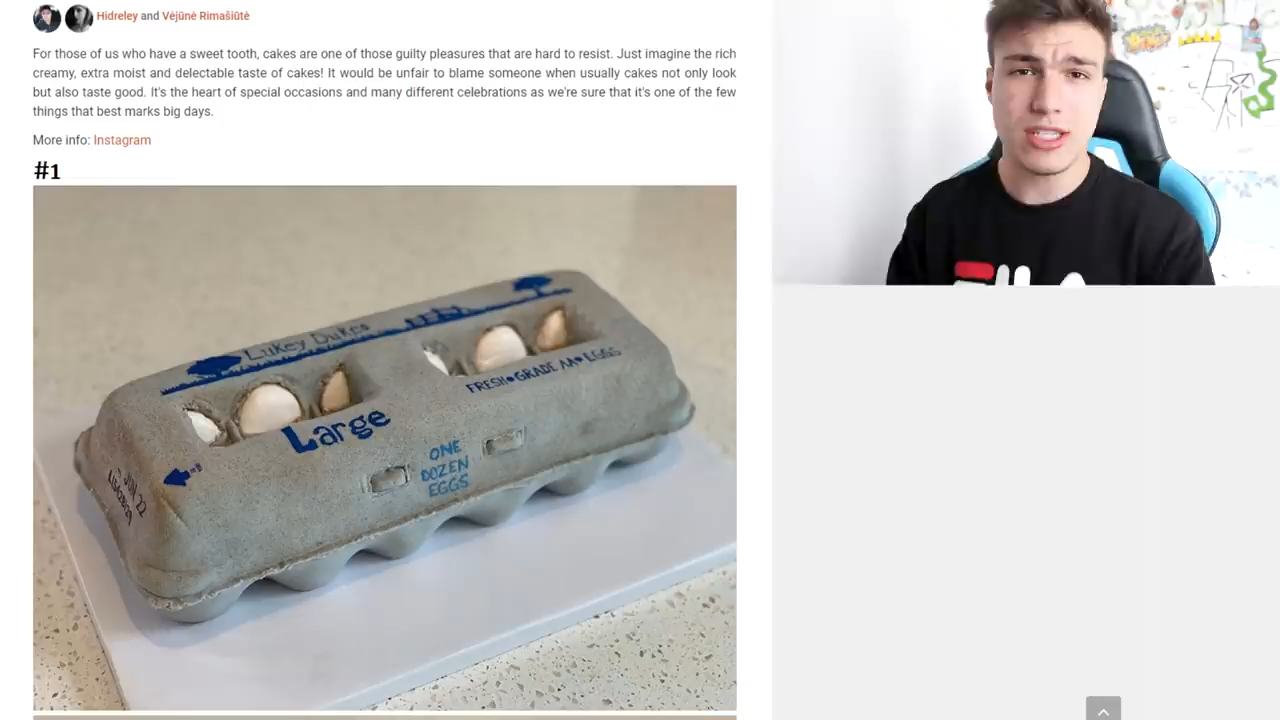 Hidreley and Vėjūnė Rimašiūtė
For those of us who have a sweet tooth, cakes are one of those guilty pleasures that are hard to resist. Just imagine the rich
creamy, extra moist and delectable taste of cakes! It would be unfair to blame someone when usually cakes not only look
but also taste good. It's the heart of special occasions and many different celebrations as we're sure that it's one of the few
things that best marks big days.
More info: Instagram
#1
Lukey Dukes
FRESH•GRADE AA•EGGS
Large
ONE
DOZEN
EGGS
JUN 22